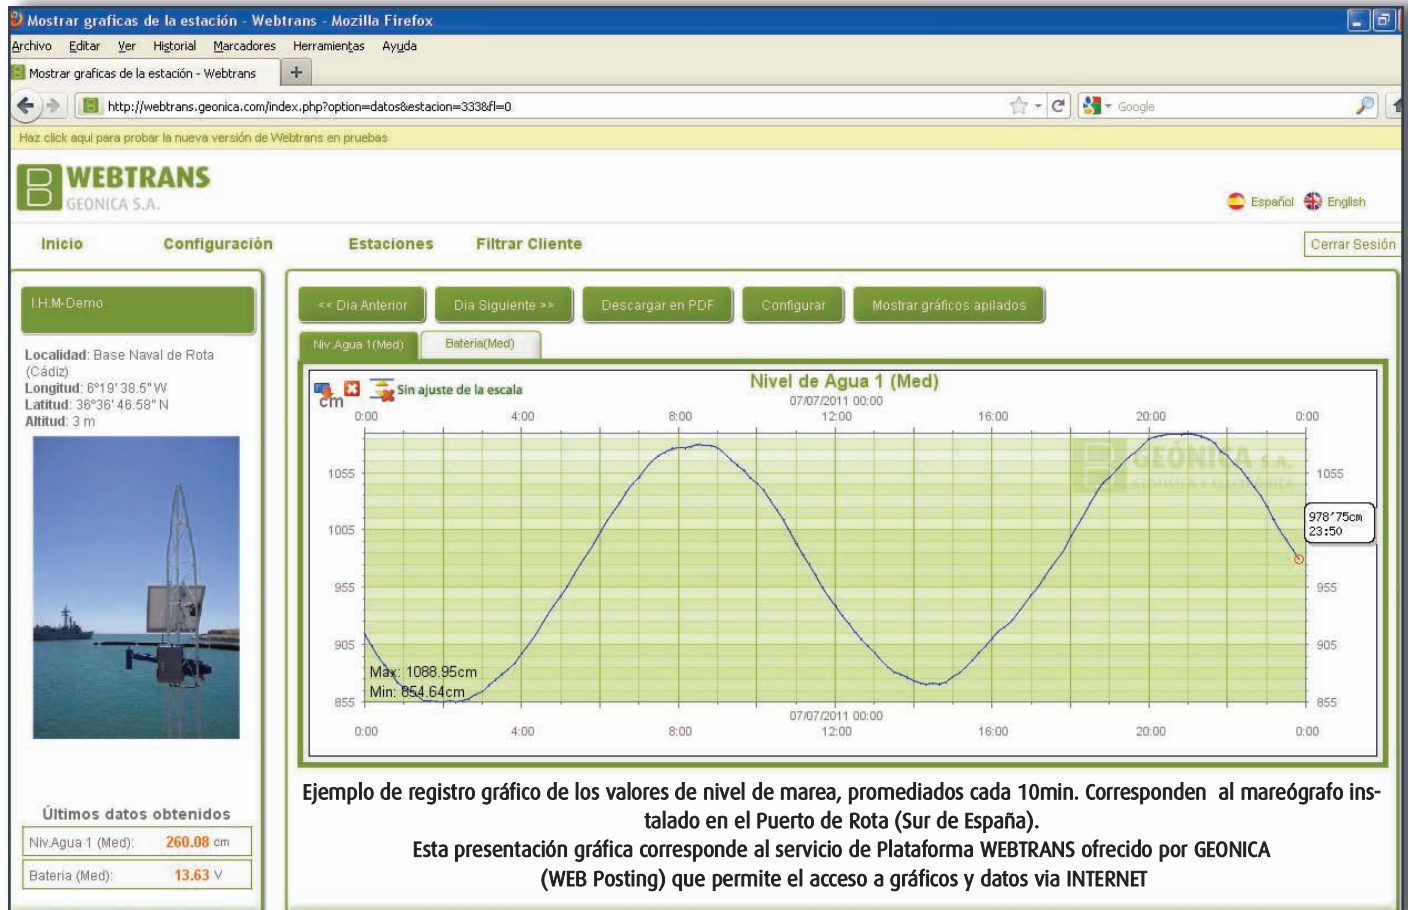 Mostrar graficas de la estación - Webtrans - Mozilla Firefox
Archivo Editar Ver Historial Marcadores Herramientas Ayuda
Mostrar graficas de la estación - Webtrans
http://webtrans.geonica.com/index.php?option=datos&estacion=333&fl=0
Google
Haz click aqui para probar la nueva versión de Webtrans en pruebas
WEBTRANS
GEONICA S.A.
Español English
Inicio Configuración Estaciones Filtrar Cliente
Cerrar Sesión
I.H.M-Demo
Localidad: Base Naval de Rota
(Cádiz)
Longitud: 6°19' 38.5" W
Latitud: 36°36' 46.58" N
Altitud: 3 m
Últimos datos obtenidos
Niv.Agua 1 (Med): 260.08 cm
Bateria (Med): 13.63 V
<< Dia Anterior Dia Siguiente >> Descargar en PDF Configurar Mostrar gráficos apilados
Niv.Agua 1(Med) Bateria(Med)
Sin ajuste de la escala
Nivel de Agua 1 (Med)
cm
07/07/2011 00:00
0:00 4:00 8:00 12:00 16:00 20:00 0:00
GEÓNICA S.A.
1055 1055
1005
978'75cm
23:50
955 955
905 905
Max: 1088.95cm
Min: 854.64cm
855 855
07/07/2011 00:00
0:00 4:00 8:00 12:00 16:00 20:00 0:00
Ejemplo de registro gráfico de los valores de nivel de marea, promediados cada 10min. Corresponden al mareógrafo ins-
talado en el Puerto de Rota (Sur de España).
Esta presentación gráfica corresponde al servicio de Plataforma WEBTRANS ofrecido por GEONICA
(WEB Posting) que permite el acceso a gráficos y datos via INTERNET